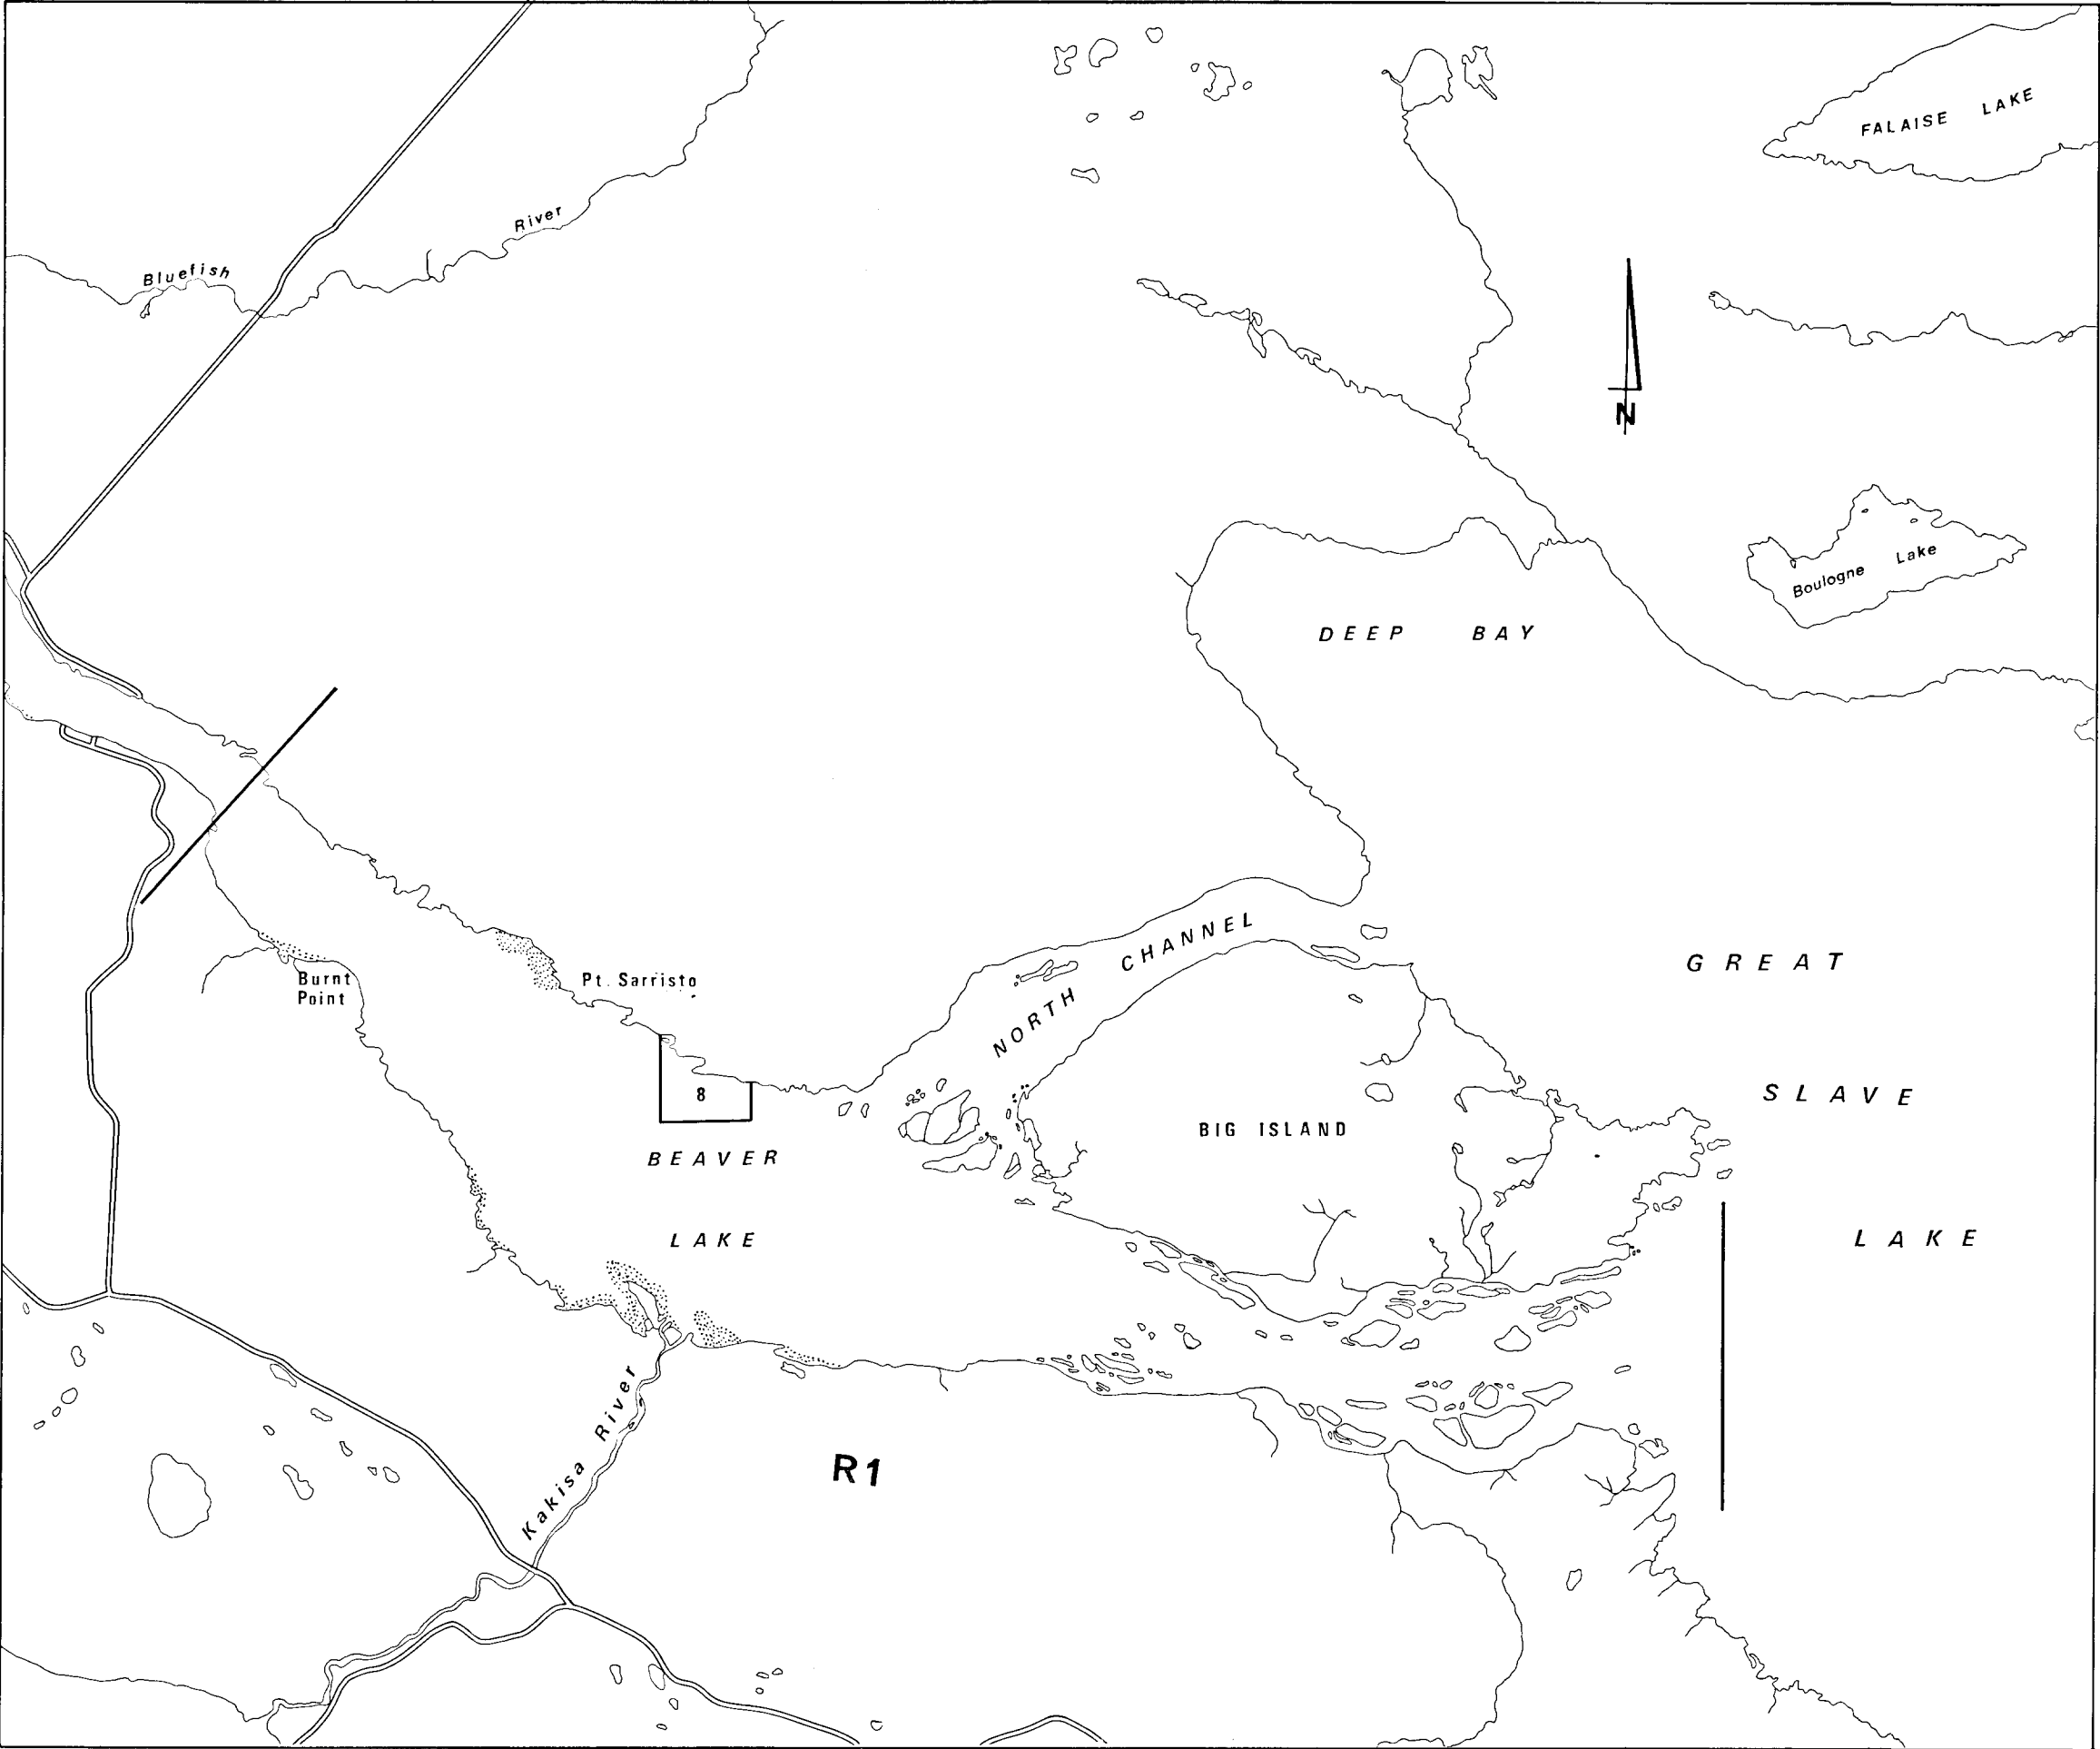 FALAISE LAKE
River
Bluefish
N
Boulogne Lake
DEEP BAY
NORTH CHANNEL
GREAT
SLAVE
LAKE
Burnt
Point
Pt. Sarristo
8
BIG ISLAND
BEAVER
LAKE
Kakisa River
R1